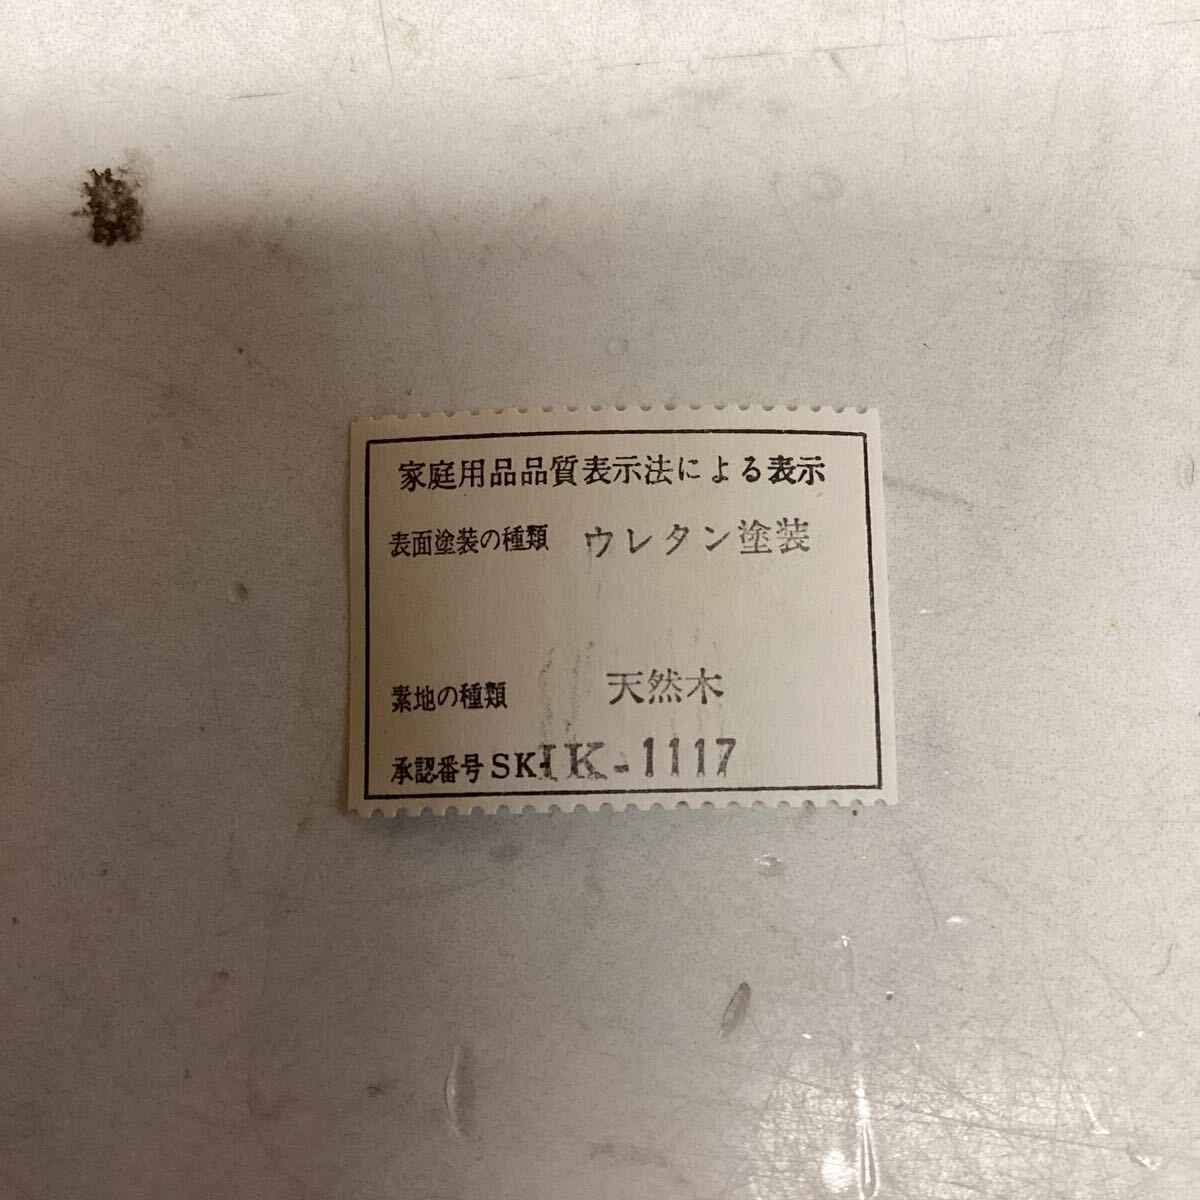 家庭用品品質表示法による表示
表面塗装の種類 ウレタン塗装
素地の種類 天然木
承認番号 SK-IK-1117